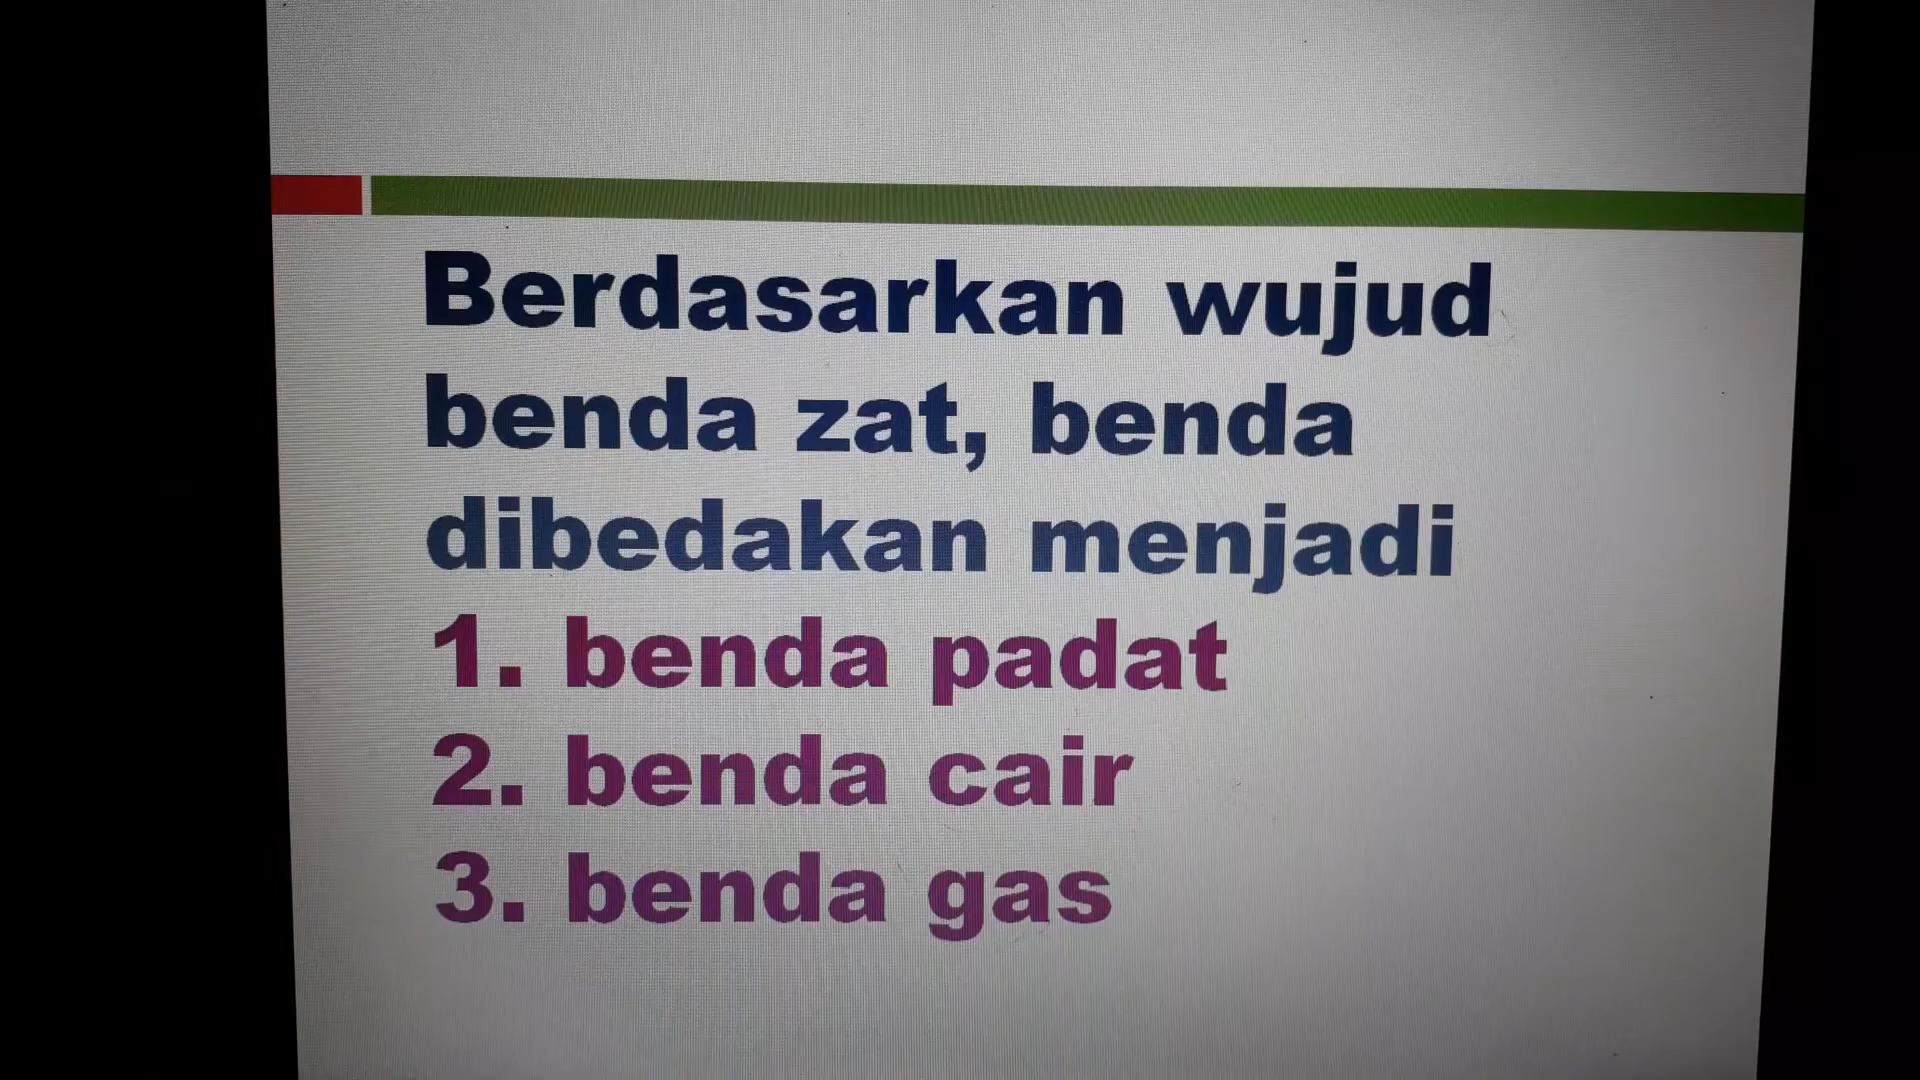 Berdasarkan wujud
benda zat, benda
dibedakan menjadi
1. benda padat
2. benda cair
3. benda gas